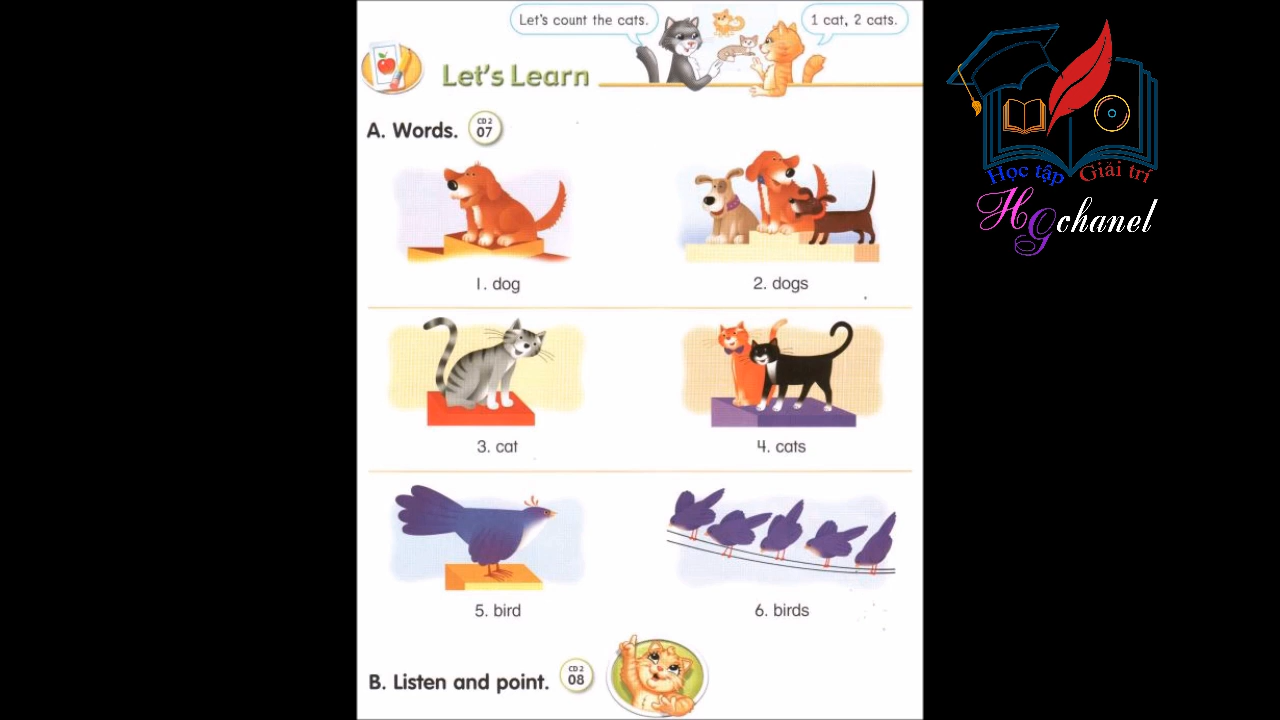 Let's count the cats.
1 cat, 2 cats.
Let's Learn
A. Words.
CD 2
07
1. dog
2. dogs
3. cat
4. cats
5. bird
6. birds
B. Listen and point.
CD 2
08
Học tập Giải trí
HGchanel